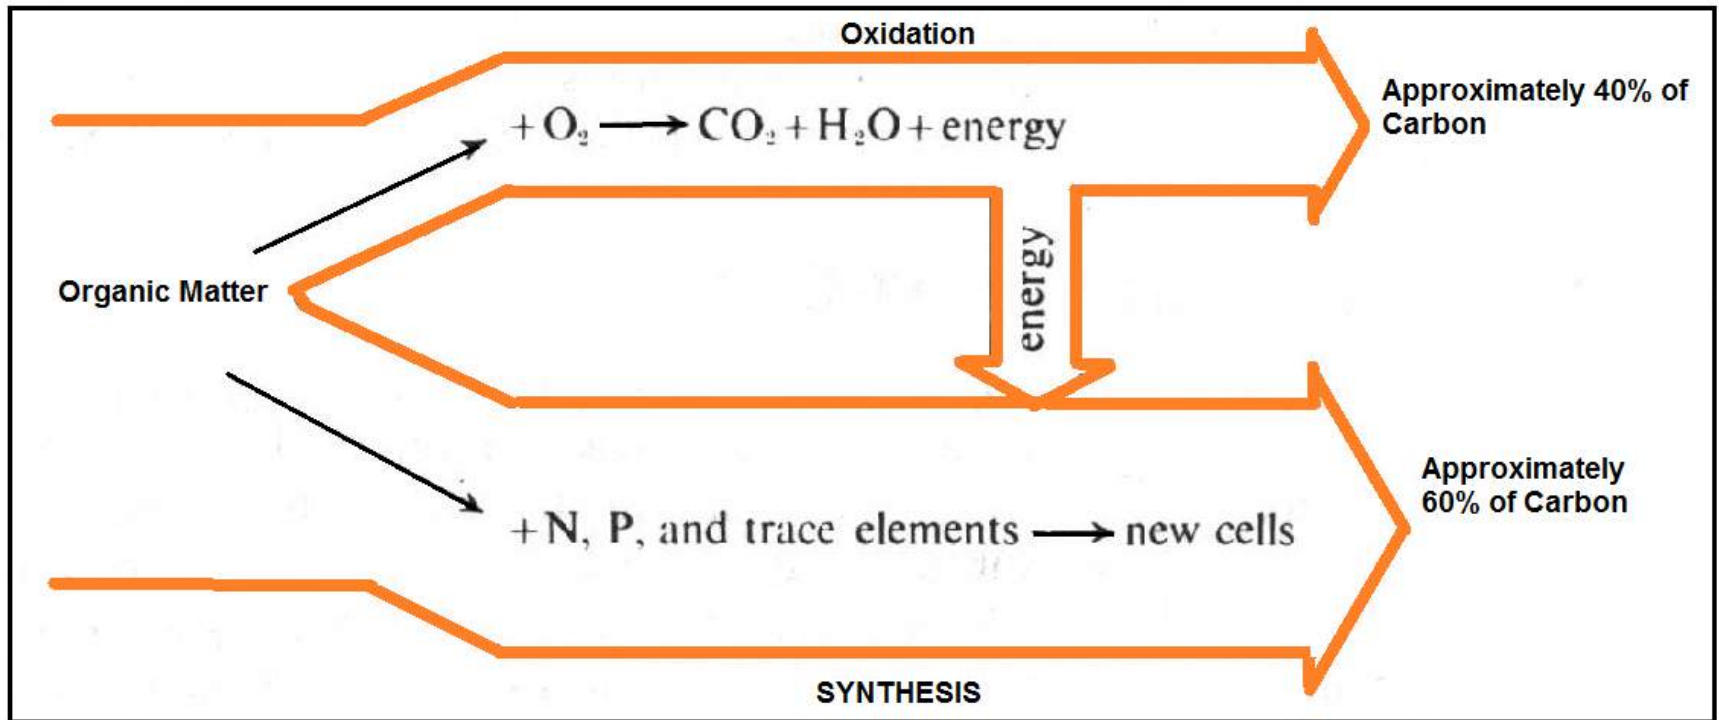 Oxidation
Approximately 40% of
Carbon
+O₂ → CO₂ + H₂O + energy
energy
Organic Matter
Approximately
60% of Carbon
+N, P, and trace elements → new cells
SYNTHESIS